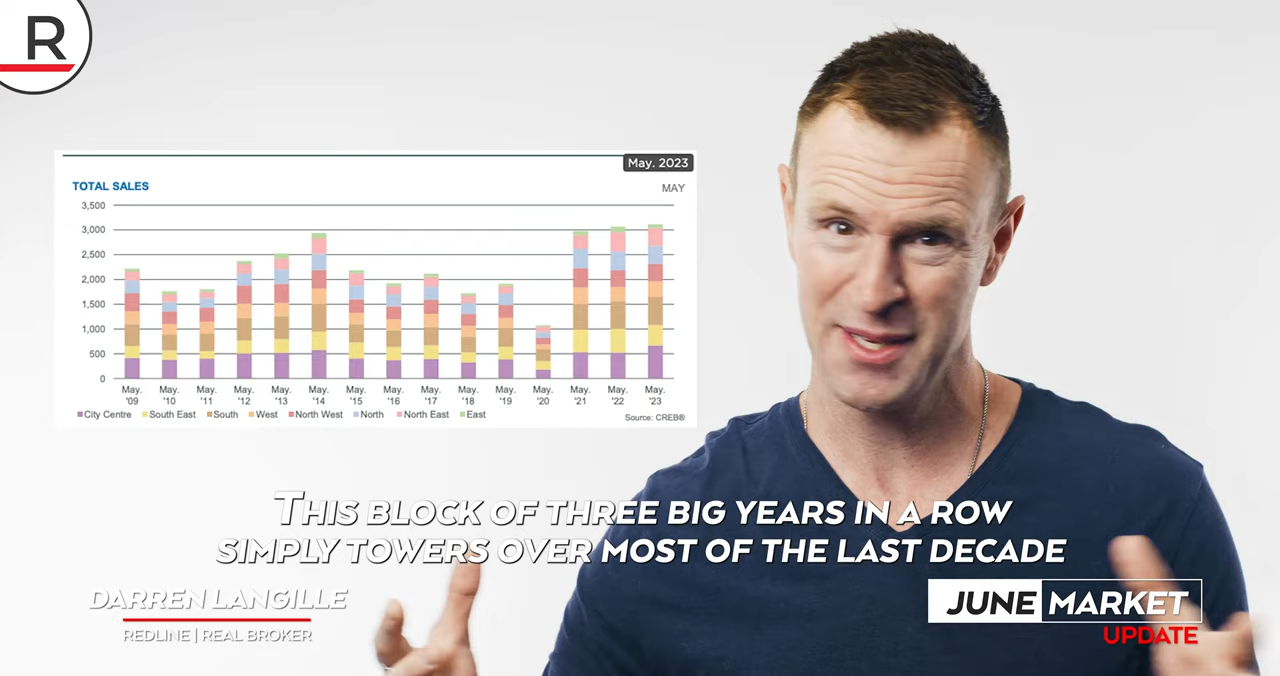 R
May. 2023
TOTAL SALES
MAY
3,500
3,000
2,500
2,000
1,500
1,000
500
0
May. May. May. May. May. May. May. May. May. May. May. May. May. May. May.
'09 '10 '11 '12 '13 '14 '15 '16 '17 '18 '19 '20 '21 '22 '23
City Centre South East South West North West North North East East
Source: CREB®
THIS BLOCK OF THREE BIG YEARS IN A ROW
SIMPLY TOWERS OVER MOST OF THE LAST DECADE
DARREN LANGILLE
REDLINE | REAL BROKER
JUNE MARKET
UPDATE